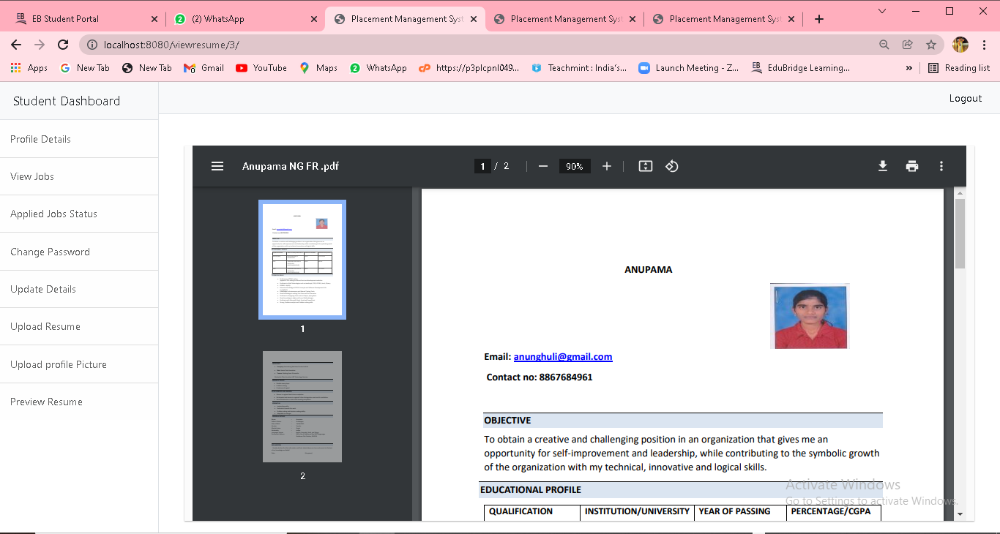 EB Student Portal
(2) WhatsApp
Placement Management Syst
Placement Management Syst
Placement Management Syst
localhost:8080/viewresume/3/
Apps
New Tab
New Tab
Gmail
YouTube
Maps
WhatsApp
https://p3plcpnl049...
Teachmint : India's...
Launch Meeting - Z...
EduBridge Learning...
»
Reading list
Student Dashboard
Logout
Profile Details
View Jobs
Applied Jobs Status
Change Password
Update Details
Upload Resume
Upload profile Picture
Preview Resume
Anupama NG FR .pdf
1 / 2
90%
1
2
ANUPAMA
Email: anunghuli@gmail.com
Contact no: 8867684961
OBJECTIVE
To obtain a creative and challenging position in an organization that gives me an
opportunity for self-improvement and leadership, while contributing to the symbolic growth
of the organization with my technical, innovative and logical skills.
EDUCATIONAL PROFILE
QUALIFICATION INSTITUTION/UNIVERSITY YEAR OF PASSING PERCENTAGE/CGPA
Activate Windows
Go to Settings to activate Windows.